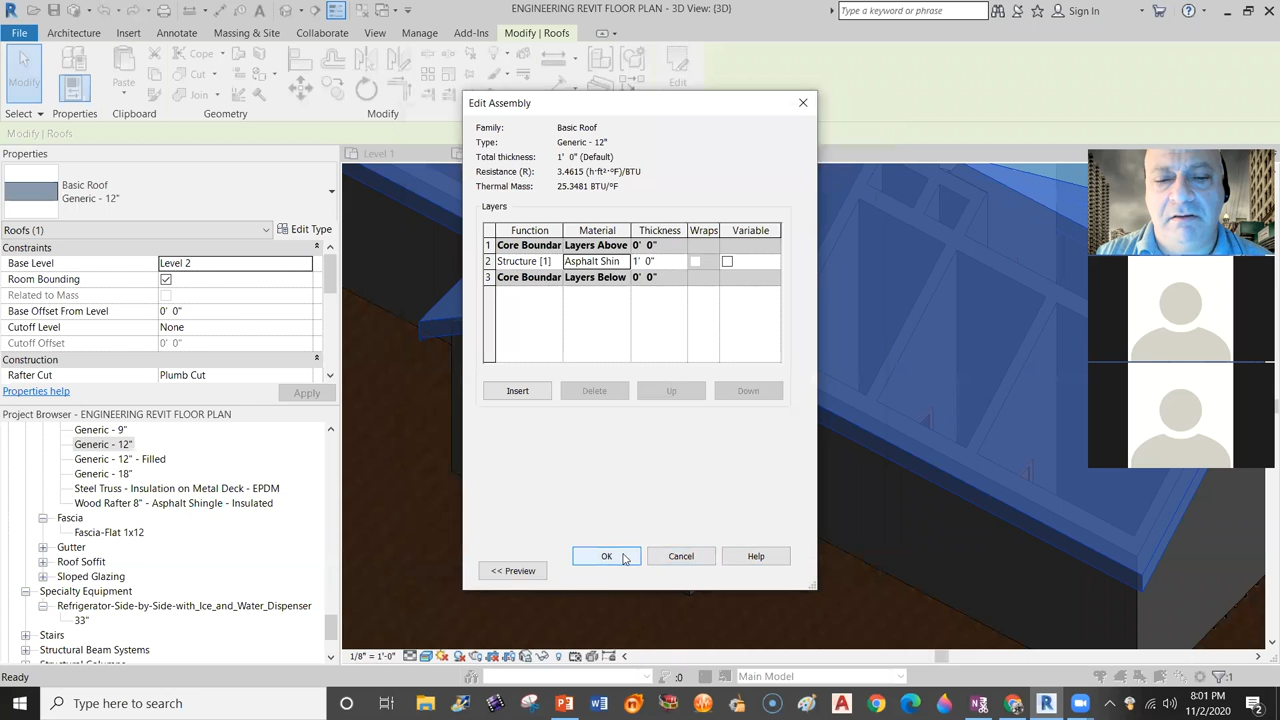 ENGINEERING REVIT FLOOR PLAN - 3D View: {3D}
Type a keyword or phrase
Sign In
File Architecture Insert Annotate Massing & Site Collaborate View Manage Add-Ins Modify | Roofs
Modify Paste Cope Cut Join Edit
Select Properties Clipboard Geometry Modify
Modify | Roofs
Properties
Basic Roof
Generic - 12"
Roofs (1) Edit Type
Constraints
Base Level Level 2
Room Bounding
Related to Mass
Base Offset From Level 0' 0"
Cutoff Level None
Cutoff Offset 0' 0"
Construction
Rafter Cut Plumb Cut
Properties help Apply
Project Browser - ENGINEERING REVIT FLOOR PLAN
Generic - 9"
Generic - 12"
Generic - 12" - Filled
Generic - 18"
Steel Truss - Insulation on Metal Deck - EPDM
Wood Rafter 8" - Asphalt Shingle - Insulated
Fascia
Fascia-Flat 1x12
Gutter
Roof Soffit
Sloped Glazing
Specialty Equipment
Refrigerator-Side-by-Side-with_Ice_and_Water_Dispenser
33"
Stairs
Structural Beam Systems
Level 1
Edit Assembly
Family: Basic Roof
Type: Generic - 12"
Total thickness: 1' 0" (Default)
Resistance (R): 3.4615 (h·ft²·°F)/BTU
Thermal Mass: 25.3481 BTU/°F
Layers
Function Material Thickness Wraps Variable
1 Core Boundar Layers Above 0' 0"
2 Structure [1] Asphalt Shin 1' 0"
3 Core Boundar Layers Below 0' 0"
Insert Delete Up Down
OK Cancel Help
<< Preview
1/8" = 1'-0"
Ready
:0 Main Model :1
Type here to search
8:01 PM
11/2/2020
2